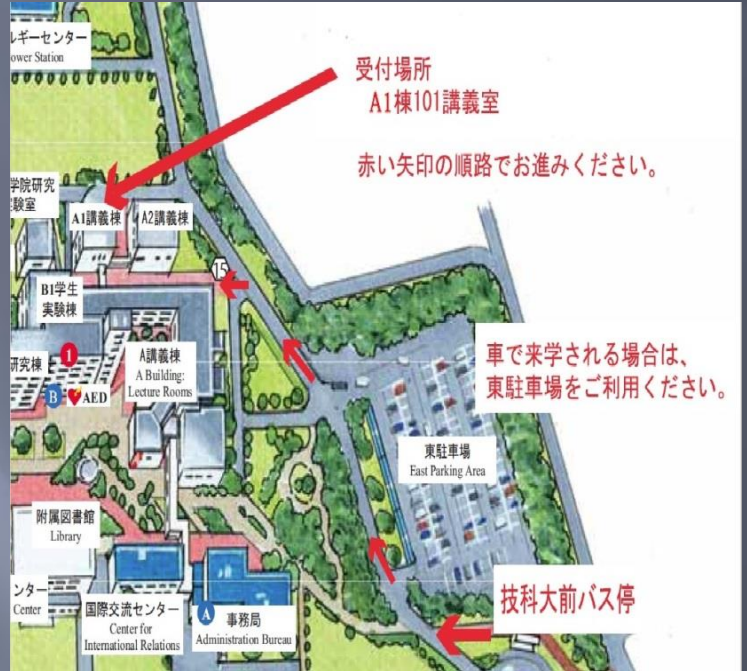 ルギーセンター
ower Station
受付場所
A1棟101講義室
赤い矢印の順路でお進みください。
学院研究
験室
A1講義棟
A2講義棟
15
B1学生
実験棟
1
研究棟
A講義棟
A Building:
Lecture Rooms
B
AED
車で来学される場合は、
東駐車場をご利用ください。
東駐車場
East Parking Area
附属図書館
Library
ンター
Center
国際交流センター
Center for
International Relations
A
事務局
Administration Bureau
技科大前バス停